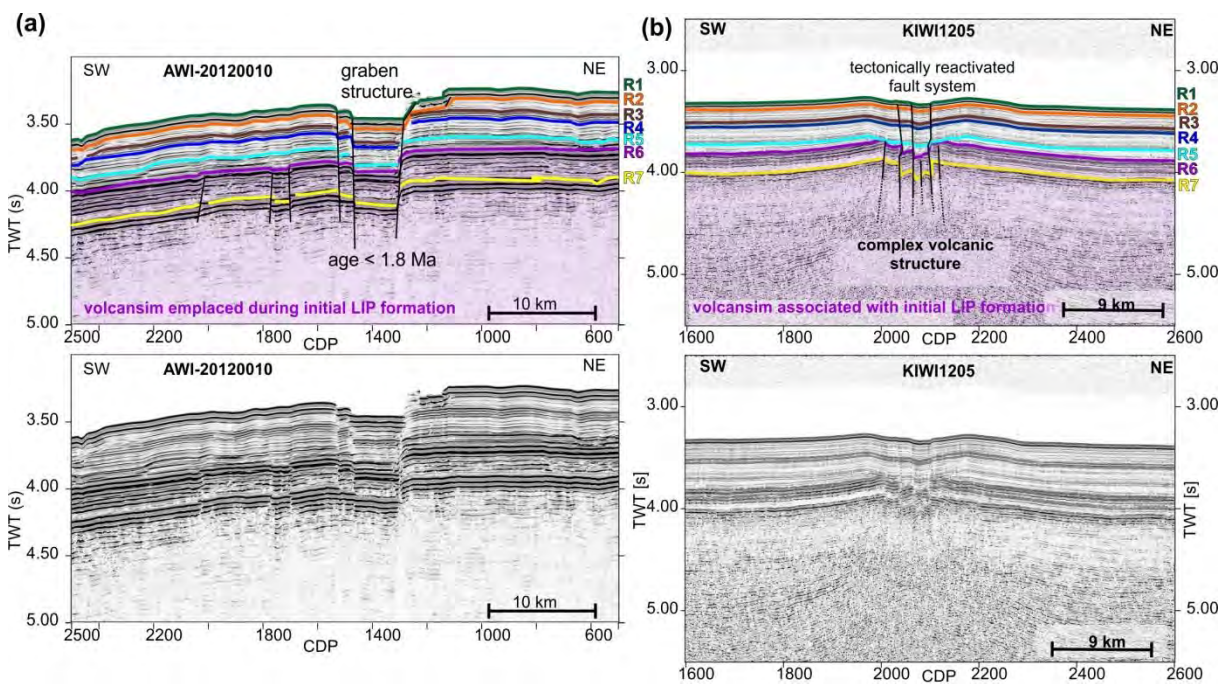 (a)
SW
AWI-20120010
graben
structure
NE
R1
R2
R3
R4
R5
R6
R7
3.50
4.00
4.50
5.00
TWT (s)
age < 1.8 Ma
volcansim emplaced during initial LIP formation
10 km
2500
2200
1800
1400
1000
600
CDP
SW
AWI-20120010
NE
3.50
4.00
4.50
5.00
TWT (s)
10 km
2500
2200
1800
1400
1000
600
CDP
(b)
SW
KIWI1205
NE
tectonically reactivated
fault system
3.00
4.00
5.00
TWT (s)
3.00
4.00
5.00
R1
R2
R3
R4
R5
R6
R7
complex volcanic
structure
volcansim associated with initial LIP formation
9 km
1600
2000
2200
2400
2600
CDP
SW
KIWI1205
NE
3.00
4.00
5.00
TWT [s]
3.00
4.00
5.00
TWT [s]
9 km
1600
1800
2000
2200
2400
2600
CDP